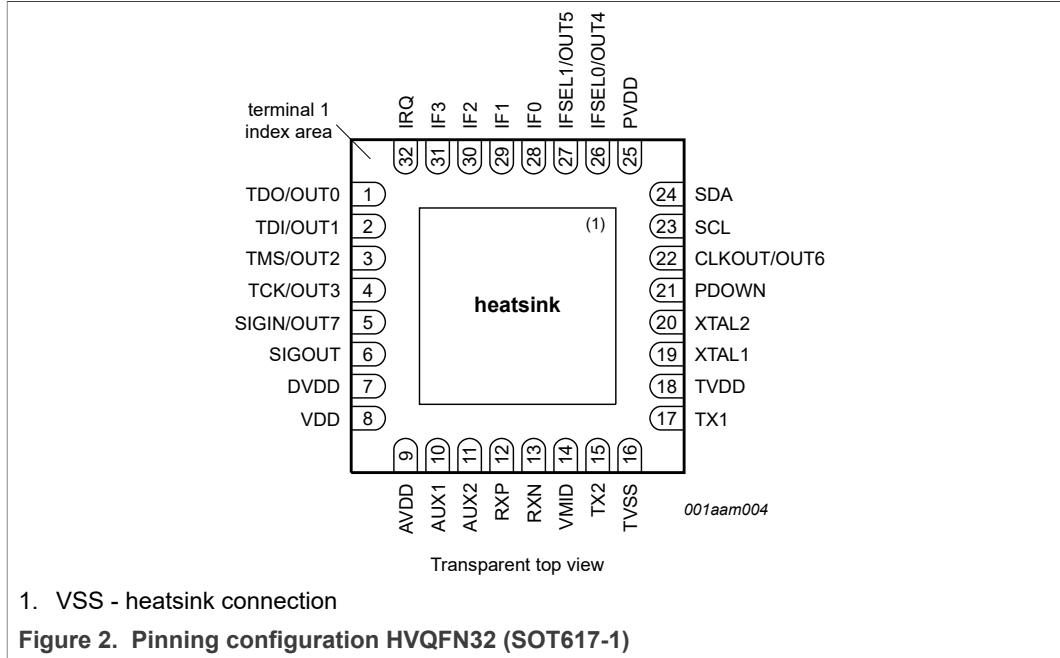 IRQ
IF3
IF2
IF1
IF0
IFSEL1/OUT5
IFSEL0/OUT4
PVDD
terminal 1
index area
32
31
30
29
28
27
26
25
TDO/OUT0 1
TDI/OUT1 2
TMS/OUT2 3
TCK/OUT3 4
SIGIN/OUT7 5
SIGOUT 6
DVDD 7
VDD 8
(1)
heatsink
24 SDA
23 SCL
22 CLKOUT/OUT6
21 PDOWN
20 XTAL2
19 XTAL1
18 TVDD
17 TX1
9
10
11
12
13
14
15
16
AVDD
AUX1
AUX2
RXP
RXN
VMID
TX2
TVSS
001aam004
Transparent top view
1. VSS - heatsink connection
Figure 2. Pinning configuration HVQFN32 (SOT617-1)